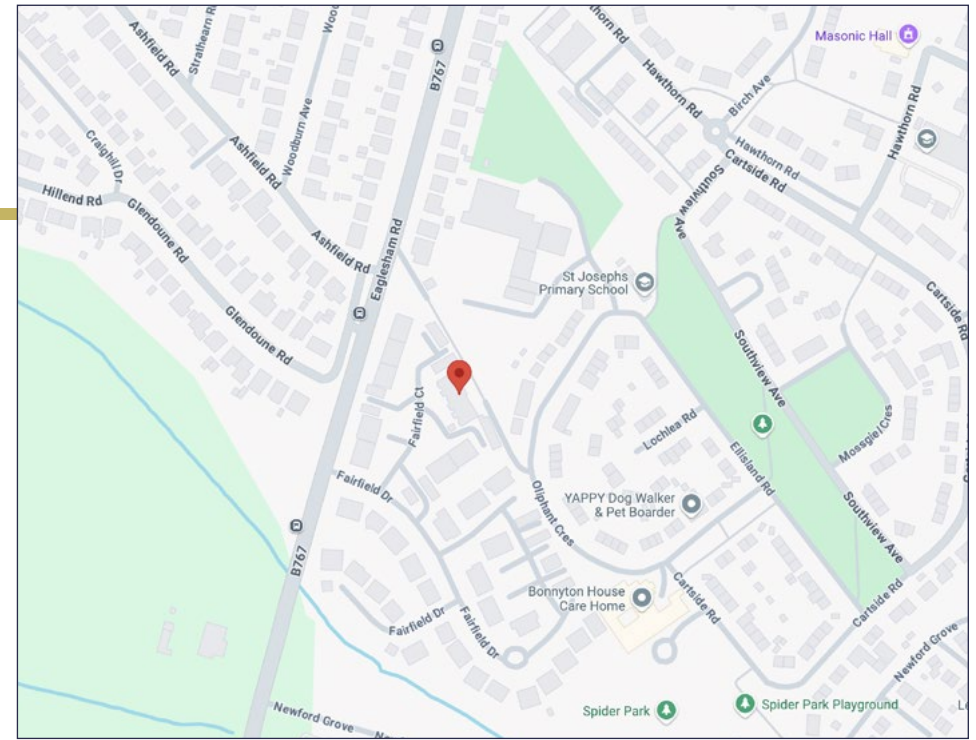 Ashfield Rd
Strathearn R
Woo
B767
thorn Rd
Masonic Hall
Hawthorn Rd
Birch Ave
Hawthorn Rd
Craighill Dr
Woodburn Ave
Ashfield Rd
Hawthorn Rd
Cartside Rd
Southview Ave
Hillend Rd
Glendoune Rd
Ashfield Rd
Eaglesham Rd
St Josephs
Primary School
Cartside Rd
Glendoune Rd
Southview Ave
Fairfield Ct
Lochlea Rd
Mossgiel Cres
Ellisland Rd
Fairfield Dr
Oliphant Cres
YAPPY Dog Walker
& Pet Boarder
Southview Ave
B767
Bonnyton House
Care Home
Cartside Rd
Cartside Rd
Fairfield Dr
Fairfield Dr
Newford Grove
Newford Grove
Spider Park
Spider Park Playground